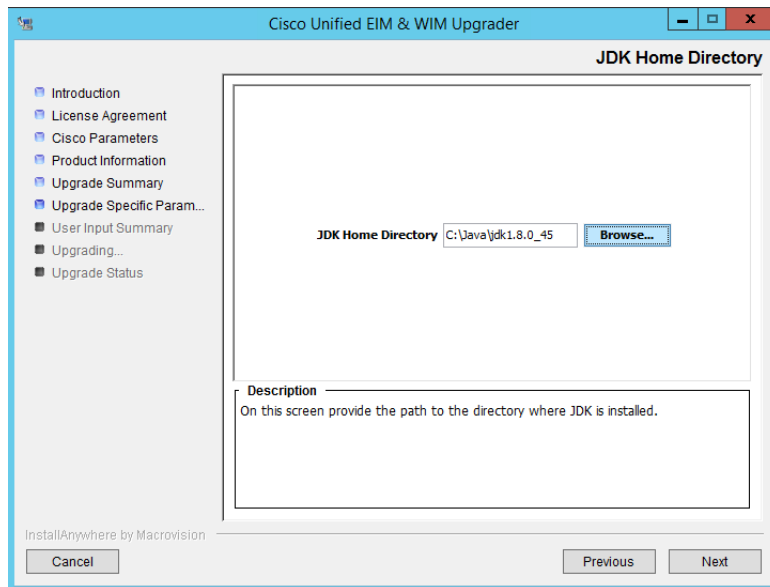 Cisco Unified EIM & WIM Upgrader
x
JDK Home Directory
Introduction
License Agreement
Cisco Parameters
Product Information
Upgrade Summary
Upgrade Specific Param...
User Input Summary
Upgrading...
Upgrade Status
JDK Home Directory C:\Java\jdk1.8.0_45 Browse...
Description
On this screen provide the path to the directory where JDK is installed.
InstallAnywhere by Macrovision
Cancel Previous Next